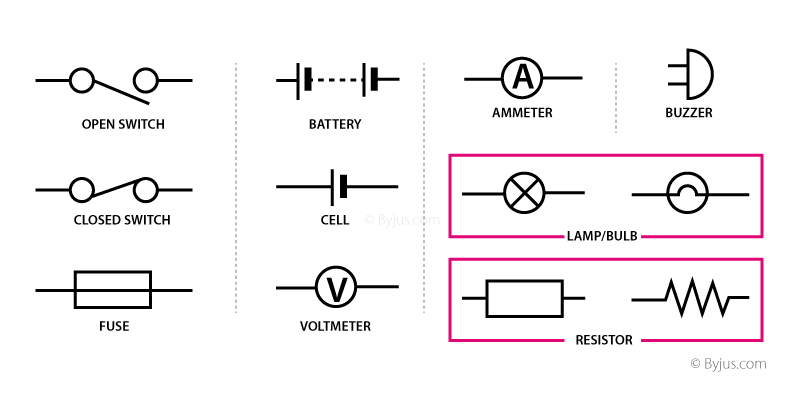 OPEN SWITCH
BATTERY
A
AMMETER
BUZZER
CLOSED SWITCH
CELL
© Byjus.com
LAMP/BULB
FUSE
V
VOLTMETER
RESISTOR
© Byjus.com